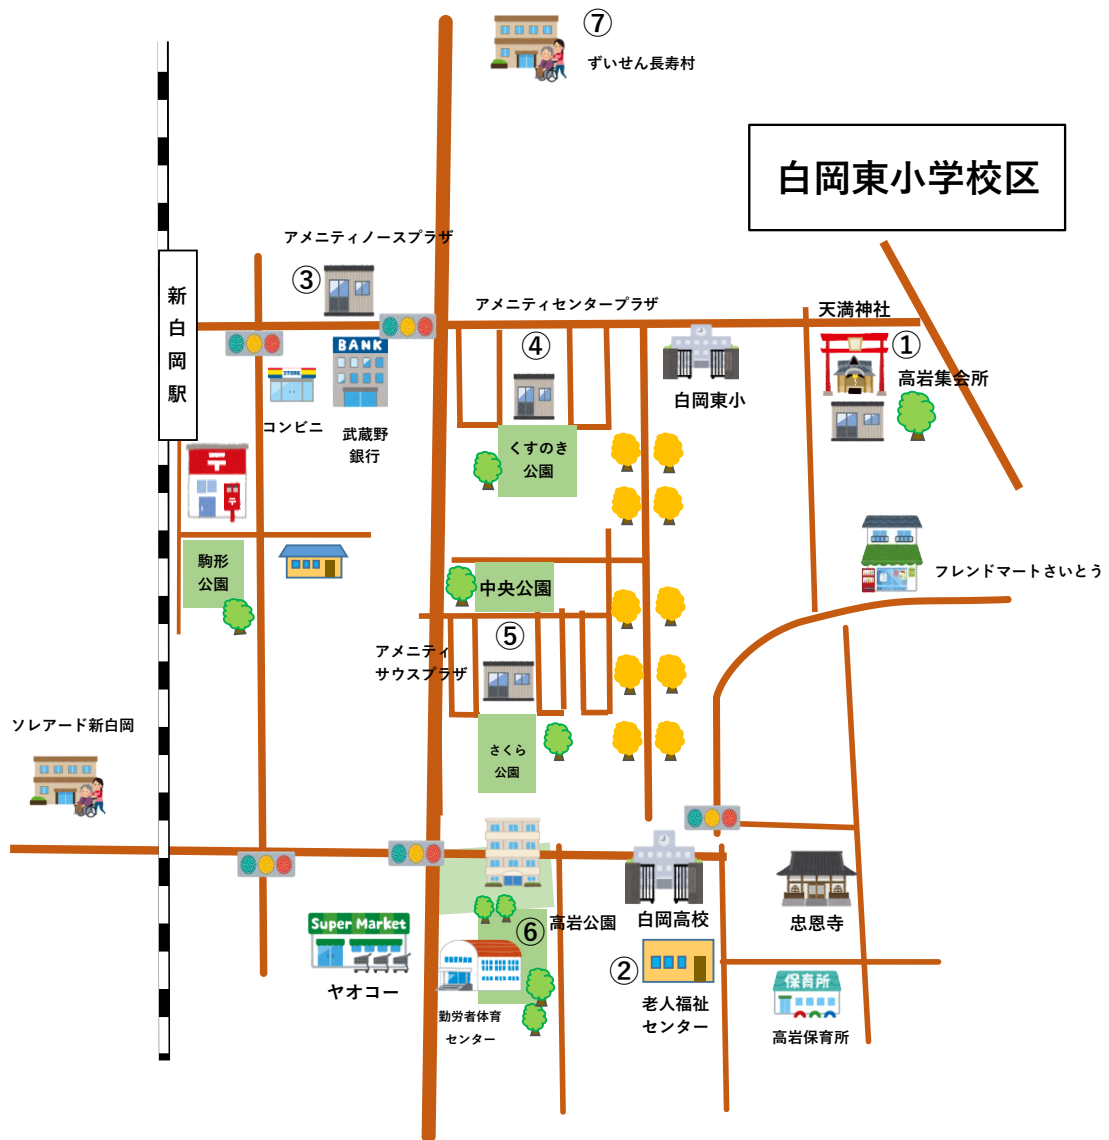 ⑦
ずいせん長寿村
白岡東小学校区
アメニティノースプラザ
③
新白岡駅
アメニティセンタープラザ
天満神社
①
高岩集会所
④
BANK
STORE
コンビニ
武蔵野
銀行
白岡東小
くすのき
公園
〒
〒
駒形
公園
中央公園
フレンドマートさいとう
⑤
アメニティ
サウスプラザ
ソレアード新白岡
さくら
公園
Super Market
ヤオコー
⑥
高岩公園
白岡高校
忠恩寺
勤労者体育
センター
②
老人福祉
センター
保育所
高岩保育所